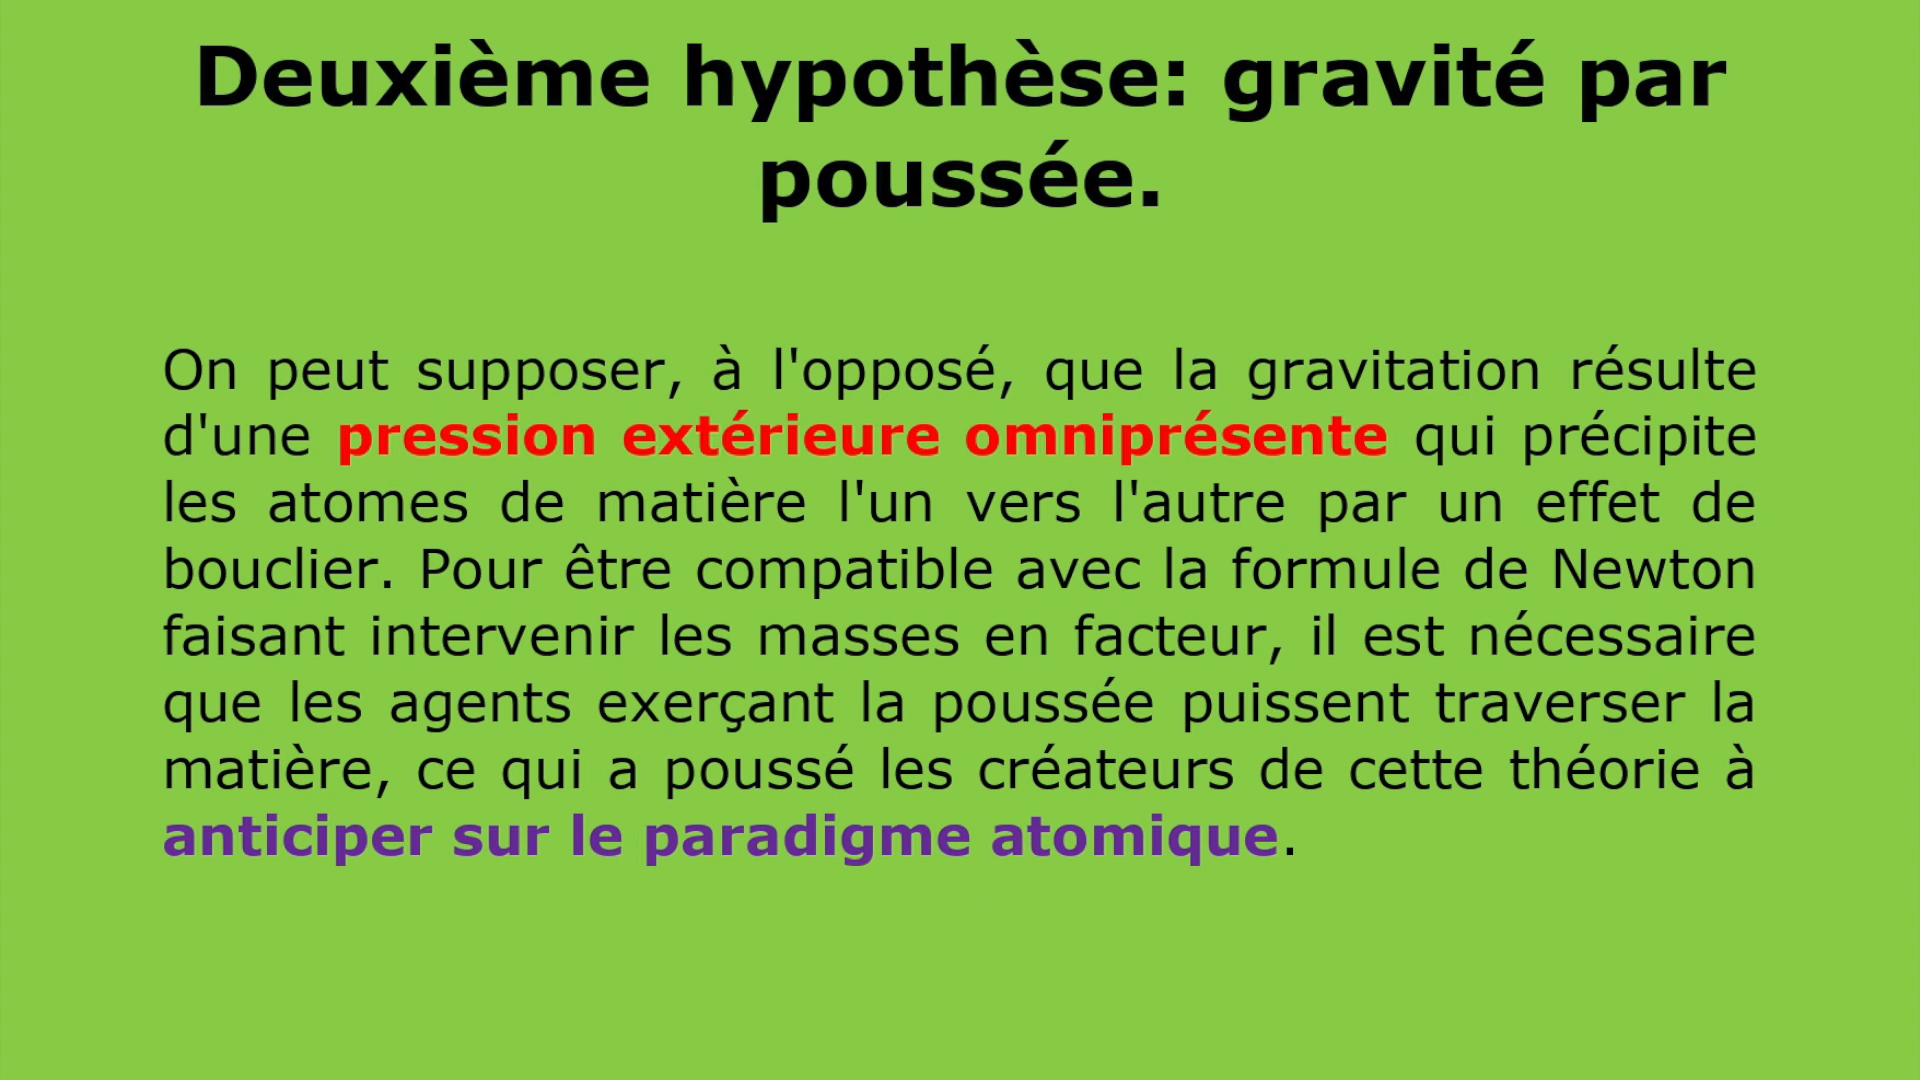 Deuxième hypothèse: gravité par
poussée.
On peut supposer, à l'opposé, que la gravitation résulte
d'une pression extérieure omniprésente qui précipite
les atomes de matière l'un vers l'autre par un effet de
bouclier. Pour être compatible avec la formule de Newton
faisant intervenir les masses en facteur, il est nécessaire
que les agents exerçant la poussée puissent traverser la
matière, ce qui a poussé les créateurs de cette théorie à
anticiper sur le paradigme atomique.